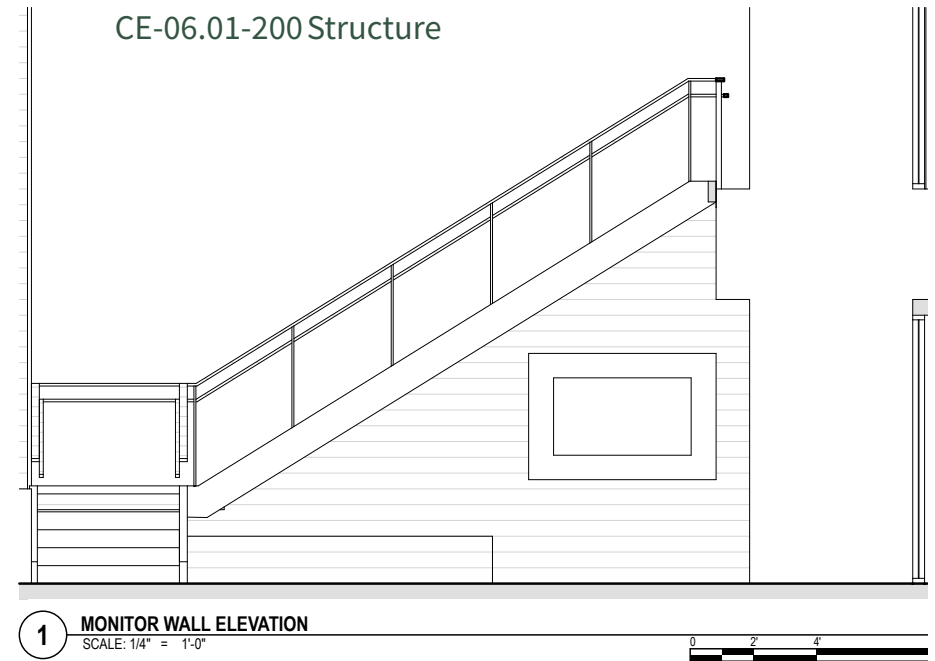 CE-06.01-200 Structure
1
MONITOR WALL ELEVATION
SCALE: 1/4" = 1'-0"
0 2' 4'